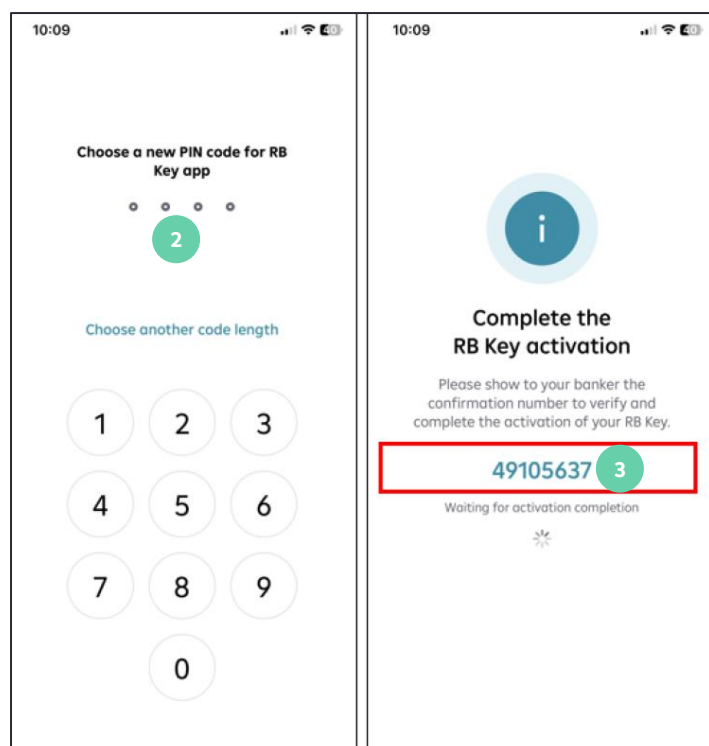 10:09
40
Choose a new PIN code for RB
Key app
2
Choose another code length
1 2 3
4 5 6
7 8 9
0
10:09
40
i
Complete the
RB Key activation
Please show to your banker the
confirmation number to verify and
complete the activation of your RB Key.
49105637 3
Waiting for activation completion